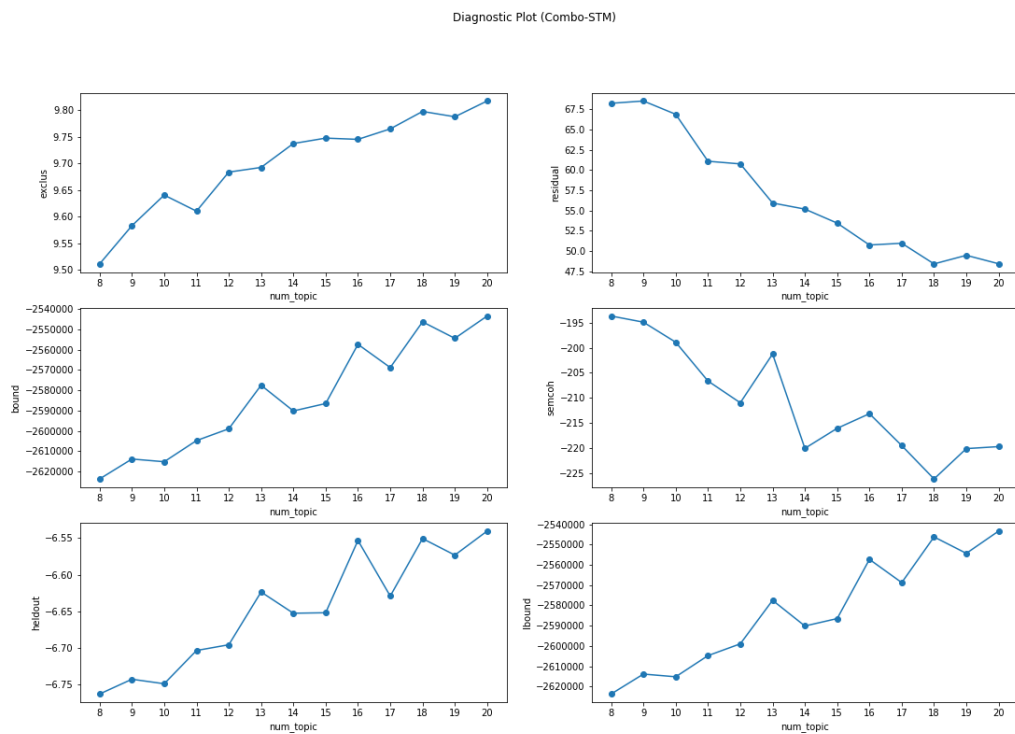 Diagnostic Plot (Combo-STM)
exclus
9.80
9.75
9.70
9.65
9.60
9.55
9.50
8 9 10 11 12 13 14 15 16 17 18 19 20
num_topic
residual
67.5
65.0
62.5
60.0
57.5
55.0
52.5
50.0
47.5
8 9 10 11 12 13 14 15 16 17 18 19 20
num_topic
bound
−2540000
−2550000
−2560000
−2570000
−2580000
−2590000
−2600000
−2610000
−2620000
8 9 10 11 12 13 14 15 16 17 18 19 20
num_topic
semcoh
−195
−200
−205
−210
−215
−220
−225
8 9 10 11 12 13 14 15 16 17 18 19 20
num_topic
heldout
−6.55
−6.60
−6.65
−6.70
−6.75
8 9 10 11 12 13 14 15 16 17 18 19 20
num_topic
lbound
−2540000
−2550000
−2560000
−2570000
−2580000
−2590000
−2600000
−2610000
−2620000
8 9 10 11 12 13 14 15 16 17 18 19 20
num_topic